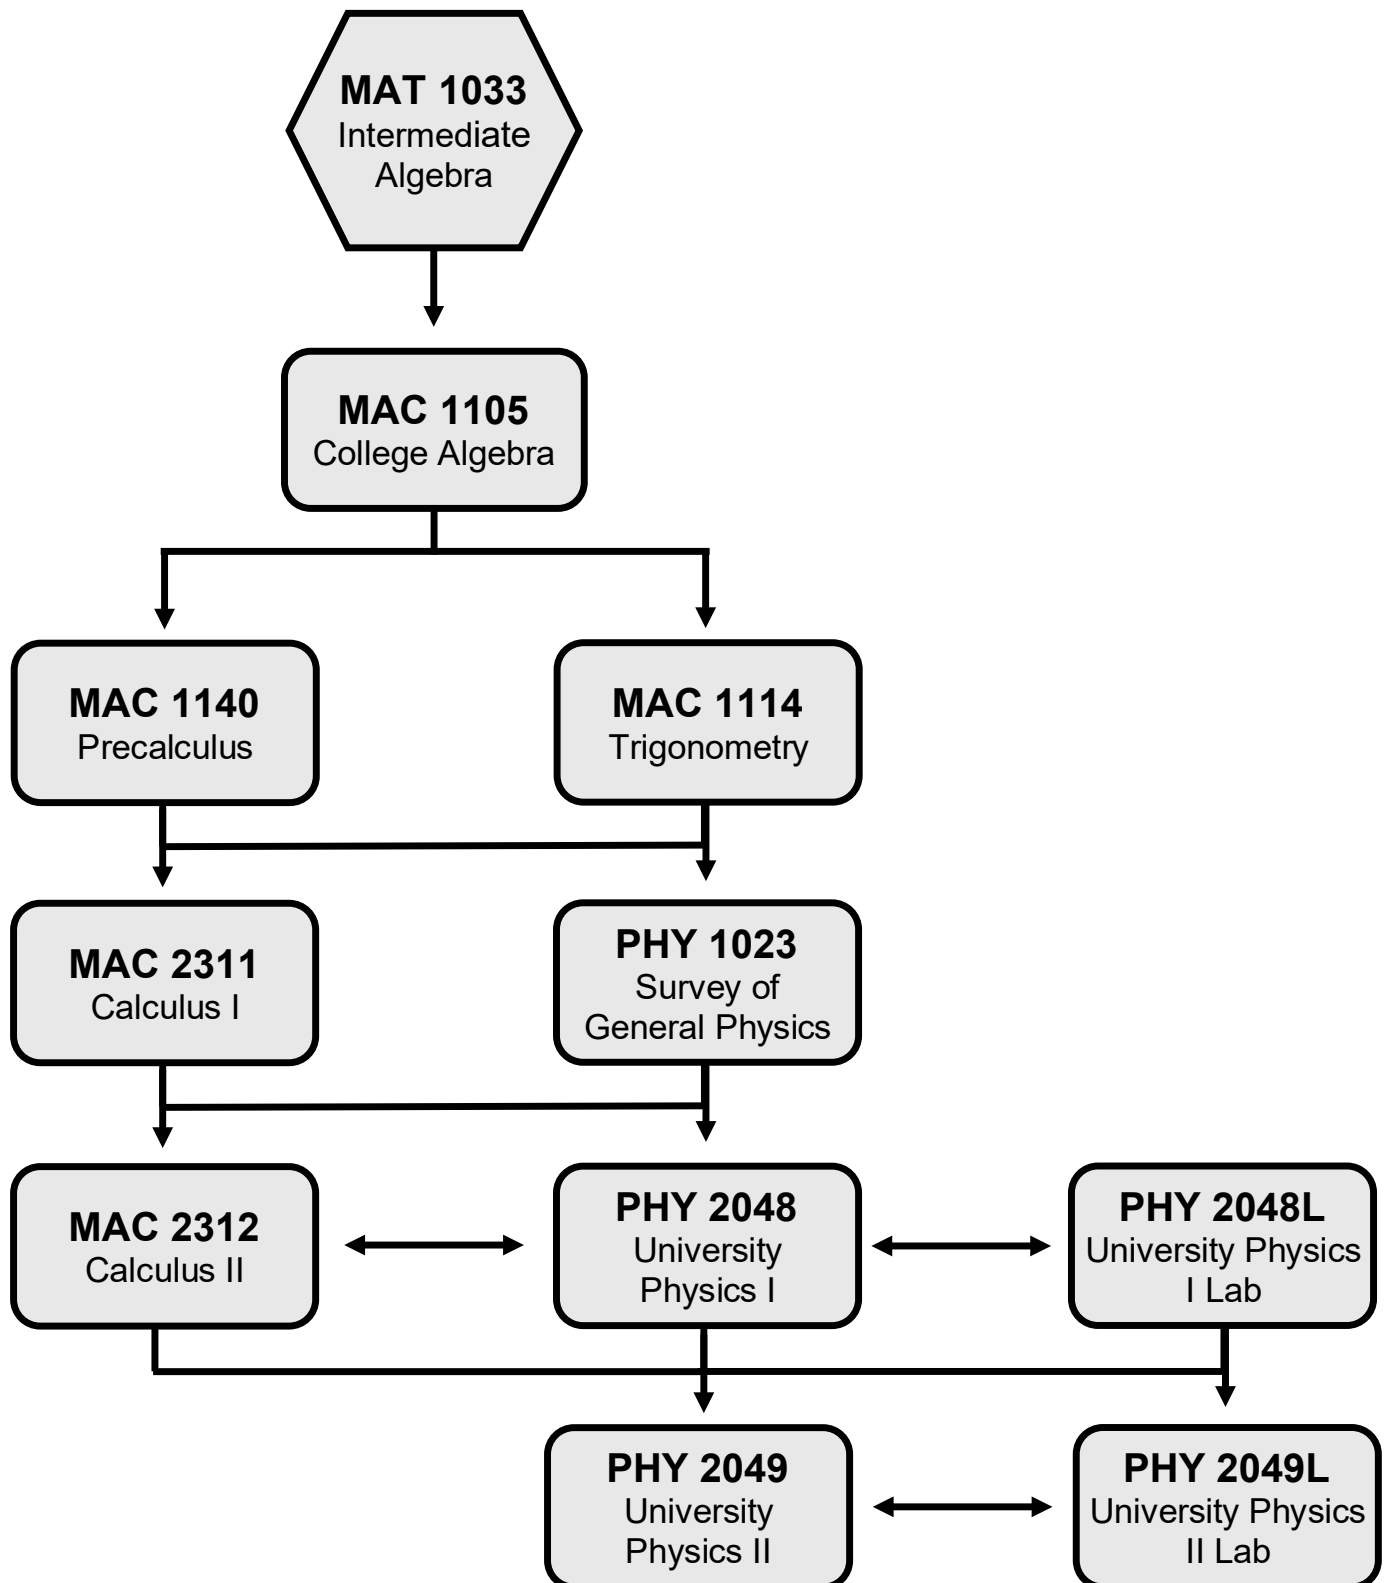 MAT 1033
Intermediate
Algebra
MAC 1105
College Algebra
MAC 1140
Precalculus
MAC 1114
Trigonometry
MAC 2311
Calculus I
PHY 1023
Survey of
General Physics
MAC 2312
Calculus II
PHY 2048
University
Physics I
PHY 2048L
University Physics
I Lab
PHY 2049
University
Physics II
PHY 2049L
University Physics
II Lab